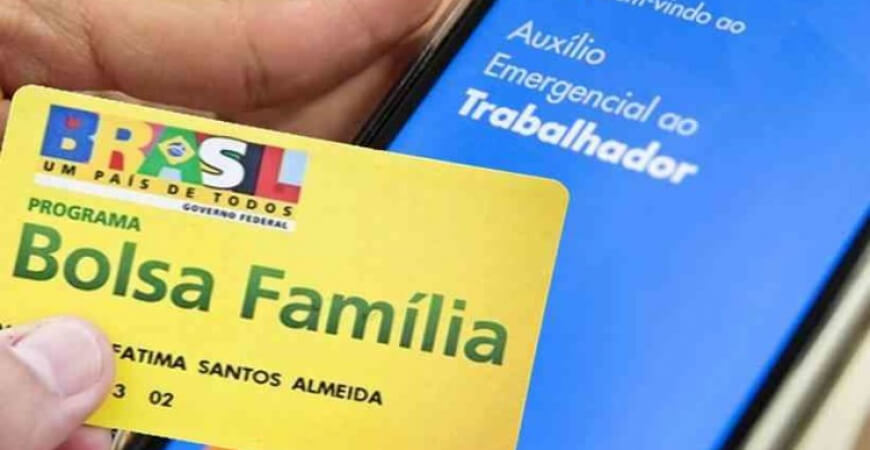 BRASIL
UM PAÍS DE TODOS
GOVERNO FEDERAL
PROGRAMA
Bolsa Família
FATIMA SANTOS ALMEIDA
3 02
ao
Auxílio
Emergencial ao
Trabalhador